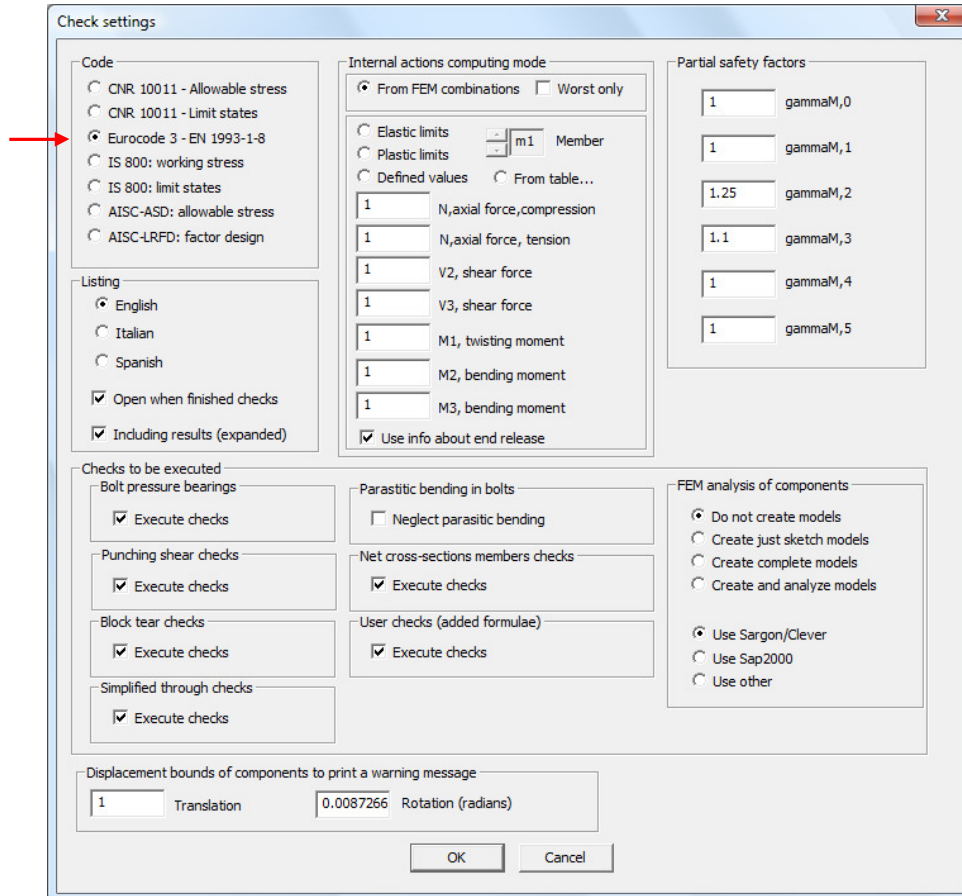 Check settings
Code
CNR 10011 - Allowable stress
CNR 10011 - Limit states
Eurocode 3 - EN 1993-1-8
IS 800: working stress
IS 800: limit states
AISC-ASD: allowable stress
AISC-LRFD: factor design
Listing
English
Italian
Spanish
Open when finished checks
Including results (expanded)
Internal actions computing mode
From FEM combinations Worst only
Elastic limits
Plastic limits
m1 Member
Defined values From table...
1 N,axial force,compression
1 N,axial force, tension
1 V2, shear force
1 V3, shear force
1 M1, twisting moment
1 M2, bending moment
1 M3, bending moment
Use info about end release
Partial safety factors
1 gammaM,0
1 gammaM,1
1.25 gammaM,2
1.1 gammaM,3
1 gammaM,4
1 gammaM,5
Checks to be executed
Bolt pressure bearings
Execute checks
Punching shear checks
Execute checks
Block tear checks
Execute checks
Simplified through checks
Execute checks
Parastitic bending in bolts
Neglect parasitic bending
Net cross-sections members checks
Execute checks
User checks (added formulae)
Execute checks
FEM analysis of components
Do not create models
Create just sketch models
Create complete models
Create and analyze models
Use Sargon/Clever
Use Sap2000
Use other
Displacement bounds of components to print a warning message
1 Translation 0.0087266 Rotation (radians)
OK Cancel